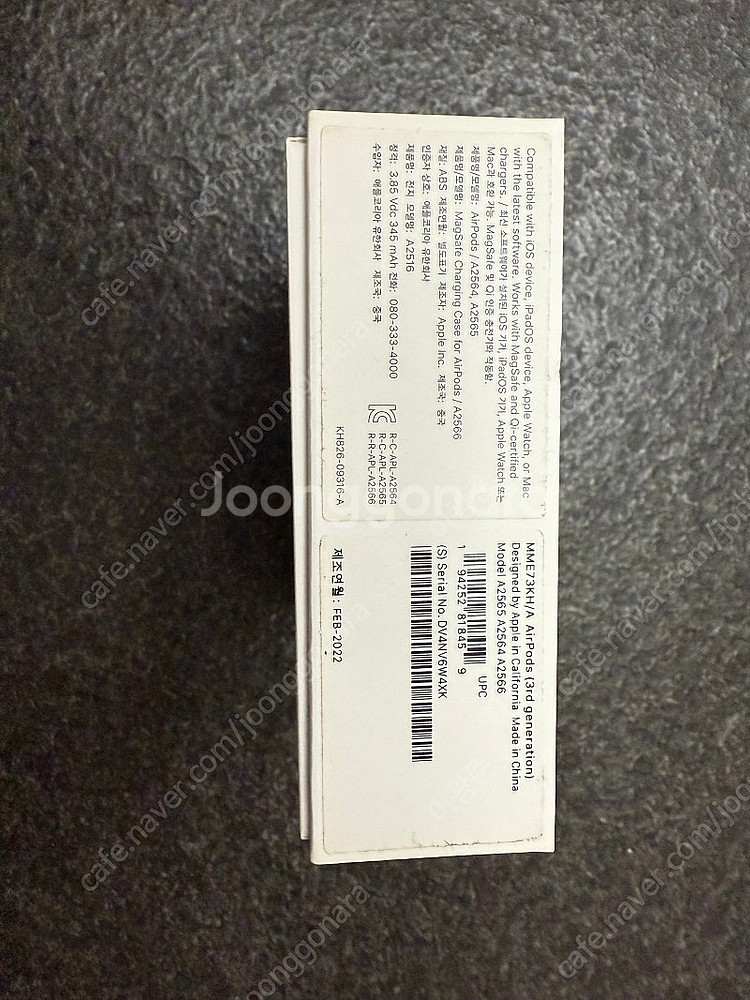 Compatible with iOS device, iPadOS device, Apple Watch, or Mac
with the latest software. Works with MagSafe and Qi-certified
chargers. / 최신 소프트웨어가 설치된 iOS 기기, iPadOS 기기, Apple Watch 또는
Mac과 호환 가능. MagSafe 및 Qi 인증 충전기와 작동함.
제품명/모델명: AirPods / A2564, A2565
제품명/모델명: MagSafe Charging Case for AirPods / A2566
재질: ABS 제조연월: 별도표기 제조자: Apple Inc. 제조국: 중국
인증자 상호: 애플코리아 유한회사
제품명: 전지 모델명: A2516
정격: 3.85 Vdc 345 mAh 전화: 080-333-4000
수입자: 애플코리아 유한회사 제조국: 중국
R-C-APL-A2564
R-C-APL-A2565
R-R-APL-A2566
KH826-09316-A
MME73KH/A AirPods (3rd generation)
Designed by Apple in California Made in China
Model A2565 A2564 A2566
UPC
1 94252 81845 9
(S) Serial No. DV4NV6W4XK
제조연월: FEB-2022
Joonggonara
cafe.naver.com/joonggonara